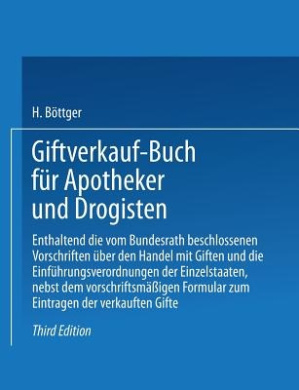 H. Böttger
Giftverkauf-Buch
für Apotheker
und Drogisten
Enthaltend die vom Bundesrath beschlossenen
Vorschriften über den Handel mit Giften und die
Einführungsverordnungen der Einzelstaaten,
nebst dem vorschriftsmäßigen Formular zum
Eintragen der verkauften Gifte
Third Edition